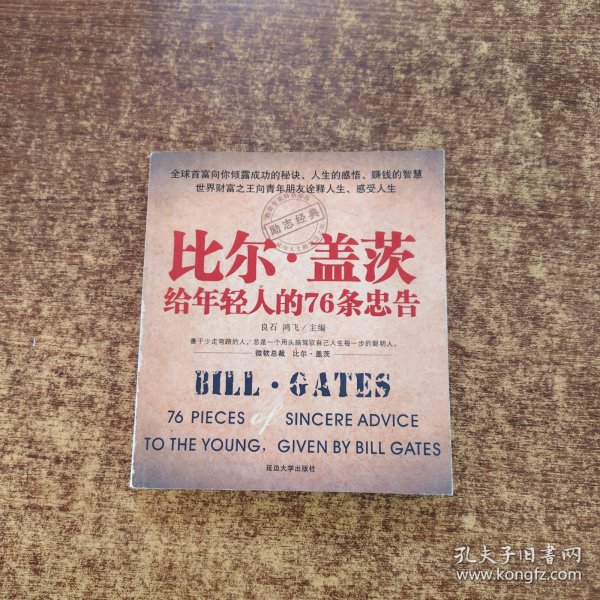 全球首富向你倾露成功的秘诀、人生的感悟、赚钱的智慧
世界财富之王向青年朋友诠释人生、感受人生
励志经典
比尔·盖茨
给年轻人的76条忠告
良石 鸿飞/主编
善于少走弯路的人，总是一个用头脑驾驭自己人生每一步的聪明人。
微软总裁 比尔·盖茨
BILL·GATES
76 PIECES of SINCERE ADVICE
TO THE YOUNG, GIVEN BY BILL GATES
延边大学出版社
孔夫子旧书网
www.kongfz.com